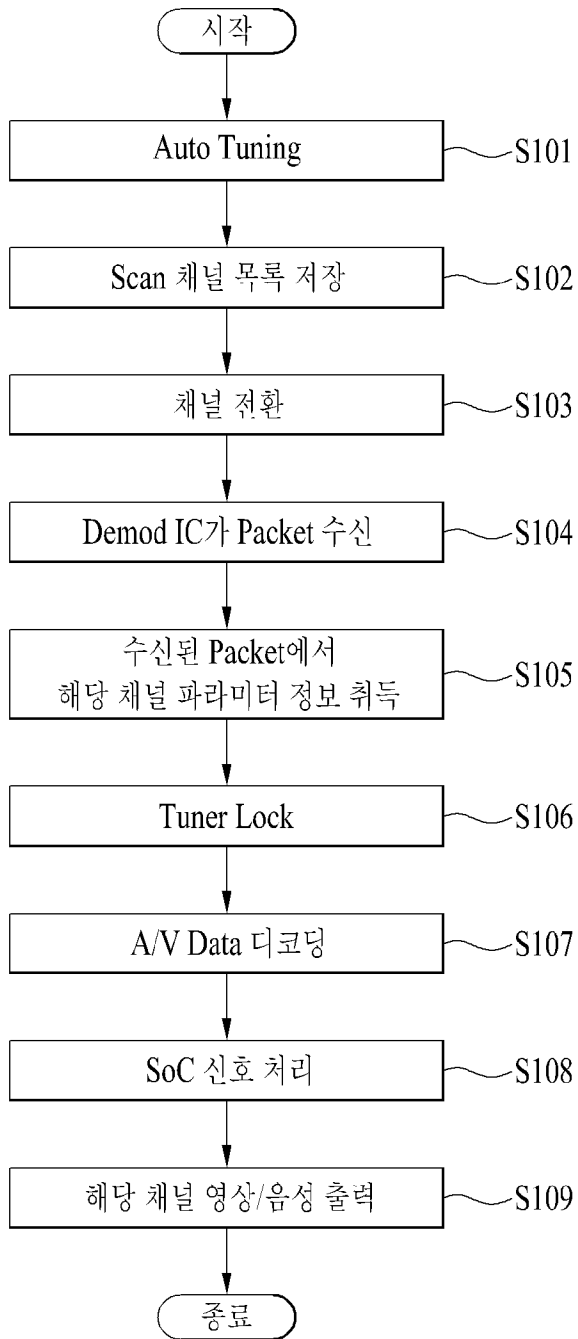 시작
Auto Tuning
S101
Scan 채널 목록 저장
S102
채널 전환
S103
Demod IC가 Packet 수신
S104
수신된 Packet에서
해당 채널 파라미터 정보 취득
S105
Tuner Lock
S106
A/V Data 디코딩
S107
SoC 신호 처리
S108
해당 채널 영상/음성 출력
S109
종료